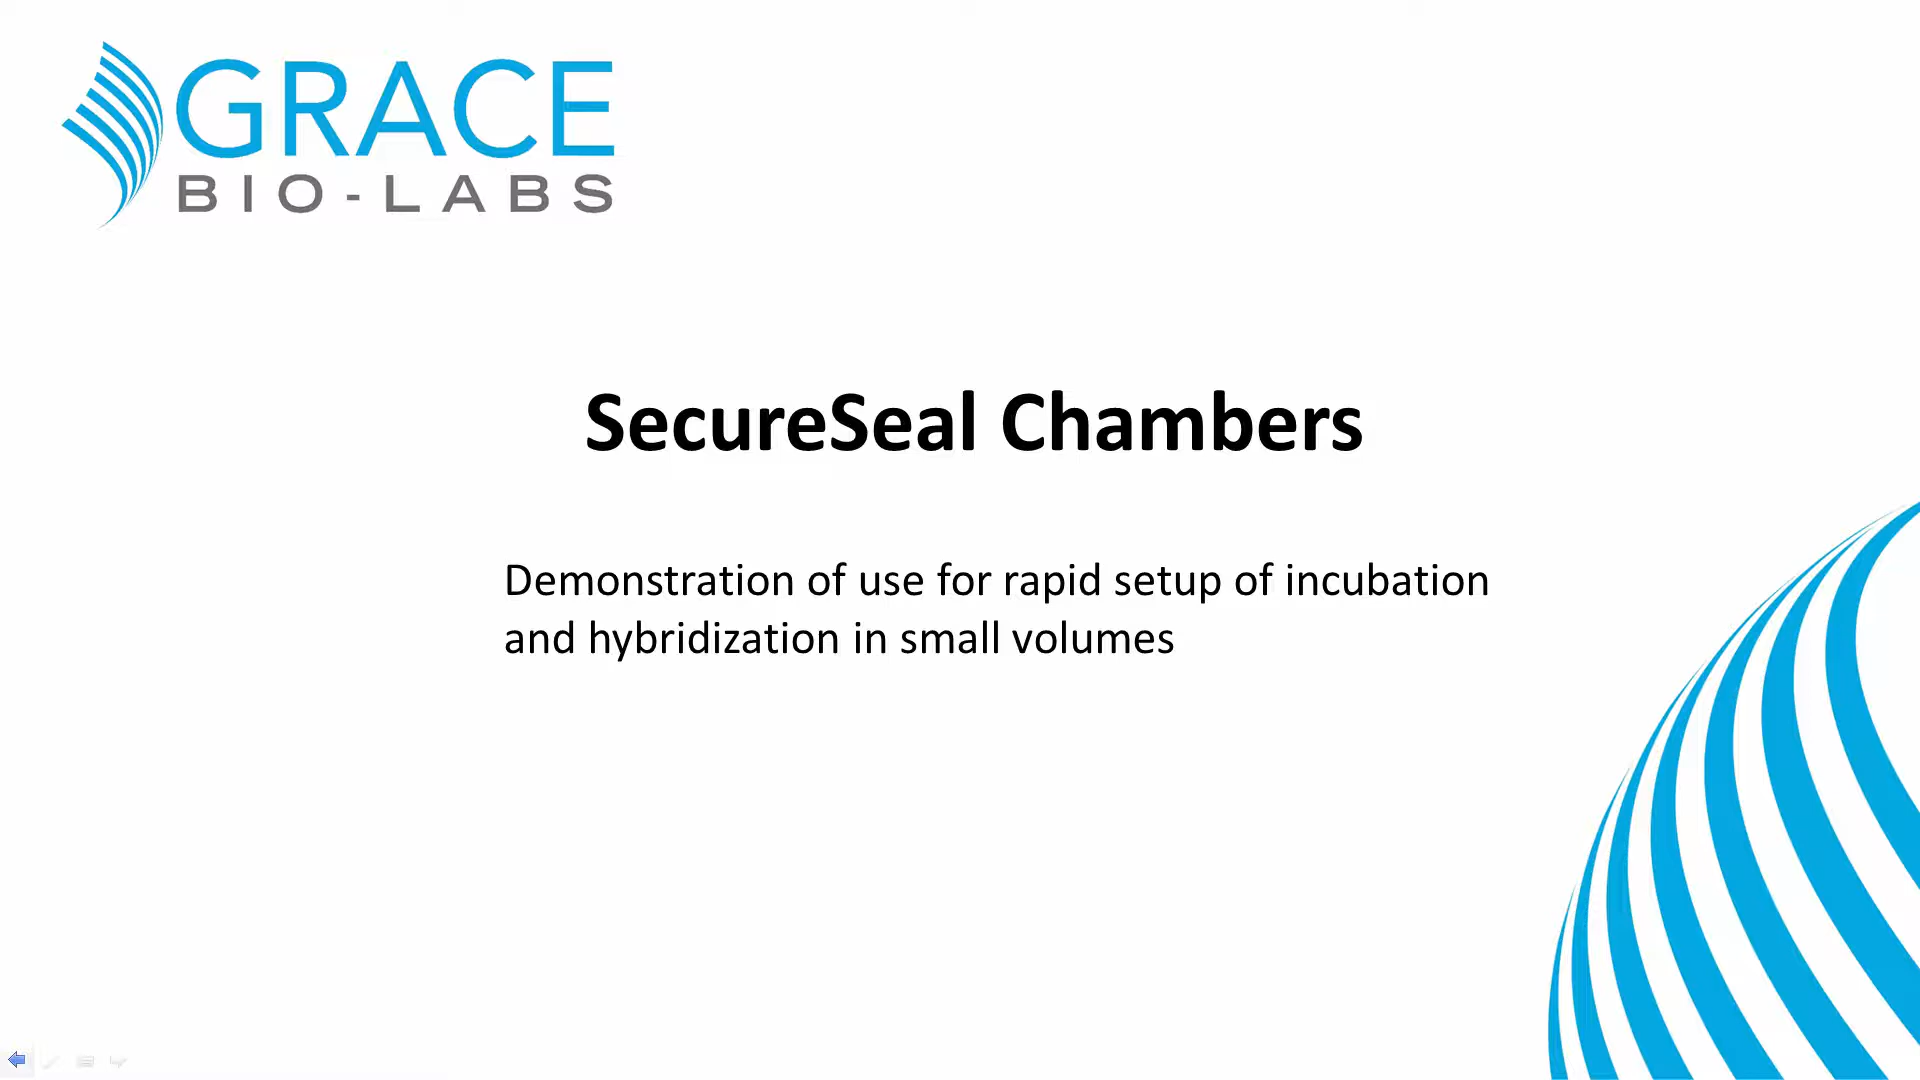 GRACE
BIO-LABS
SecureSeal Chambers
Demonstration of use for rapid setup of incubation
and hybridization in small volumes